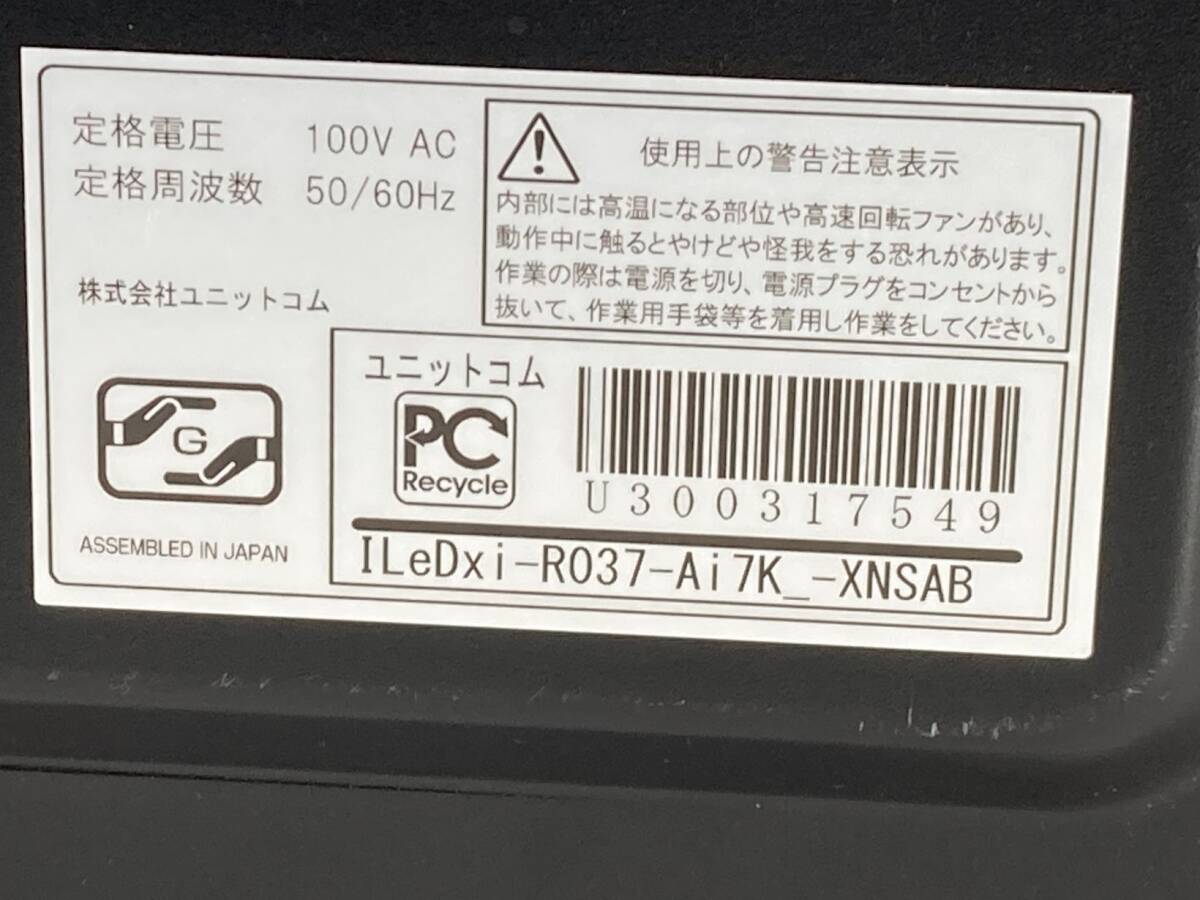 定格電圧 100V AC
定格周波数 50/60Hz
株式会社ユニットコム
使用上の警告注意表示
内部には高温になる部位や高速回転ファンがあり、
動作中に触るとやけどや怪我をする恐れがあります。
作業の際は電源を切り、電源プラグをコンセントから
抜いて、作業用手袋等を着用し作業をしてください。
G
ASSEMBLED IN JAPAN
ユニットコム
PC
Recycle
U300317549
ILeDxi-R037-Ai7K_-XNSAB